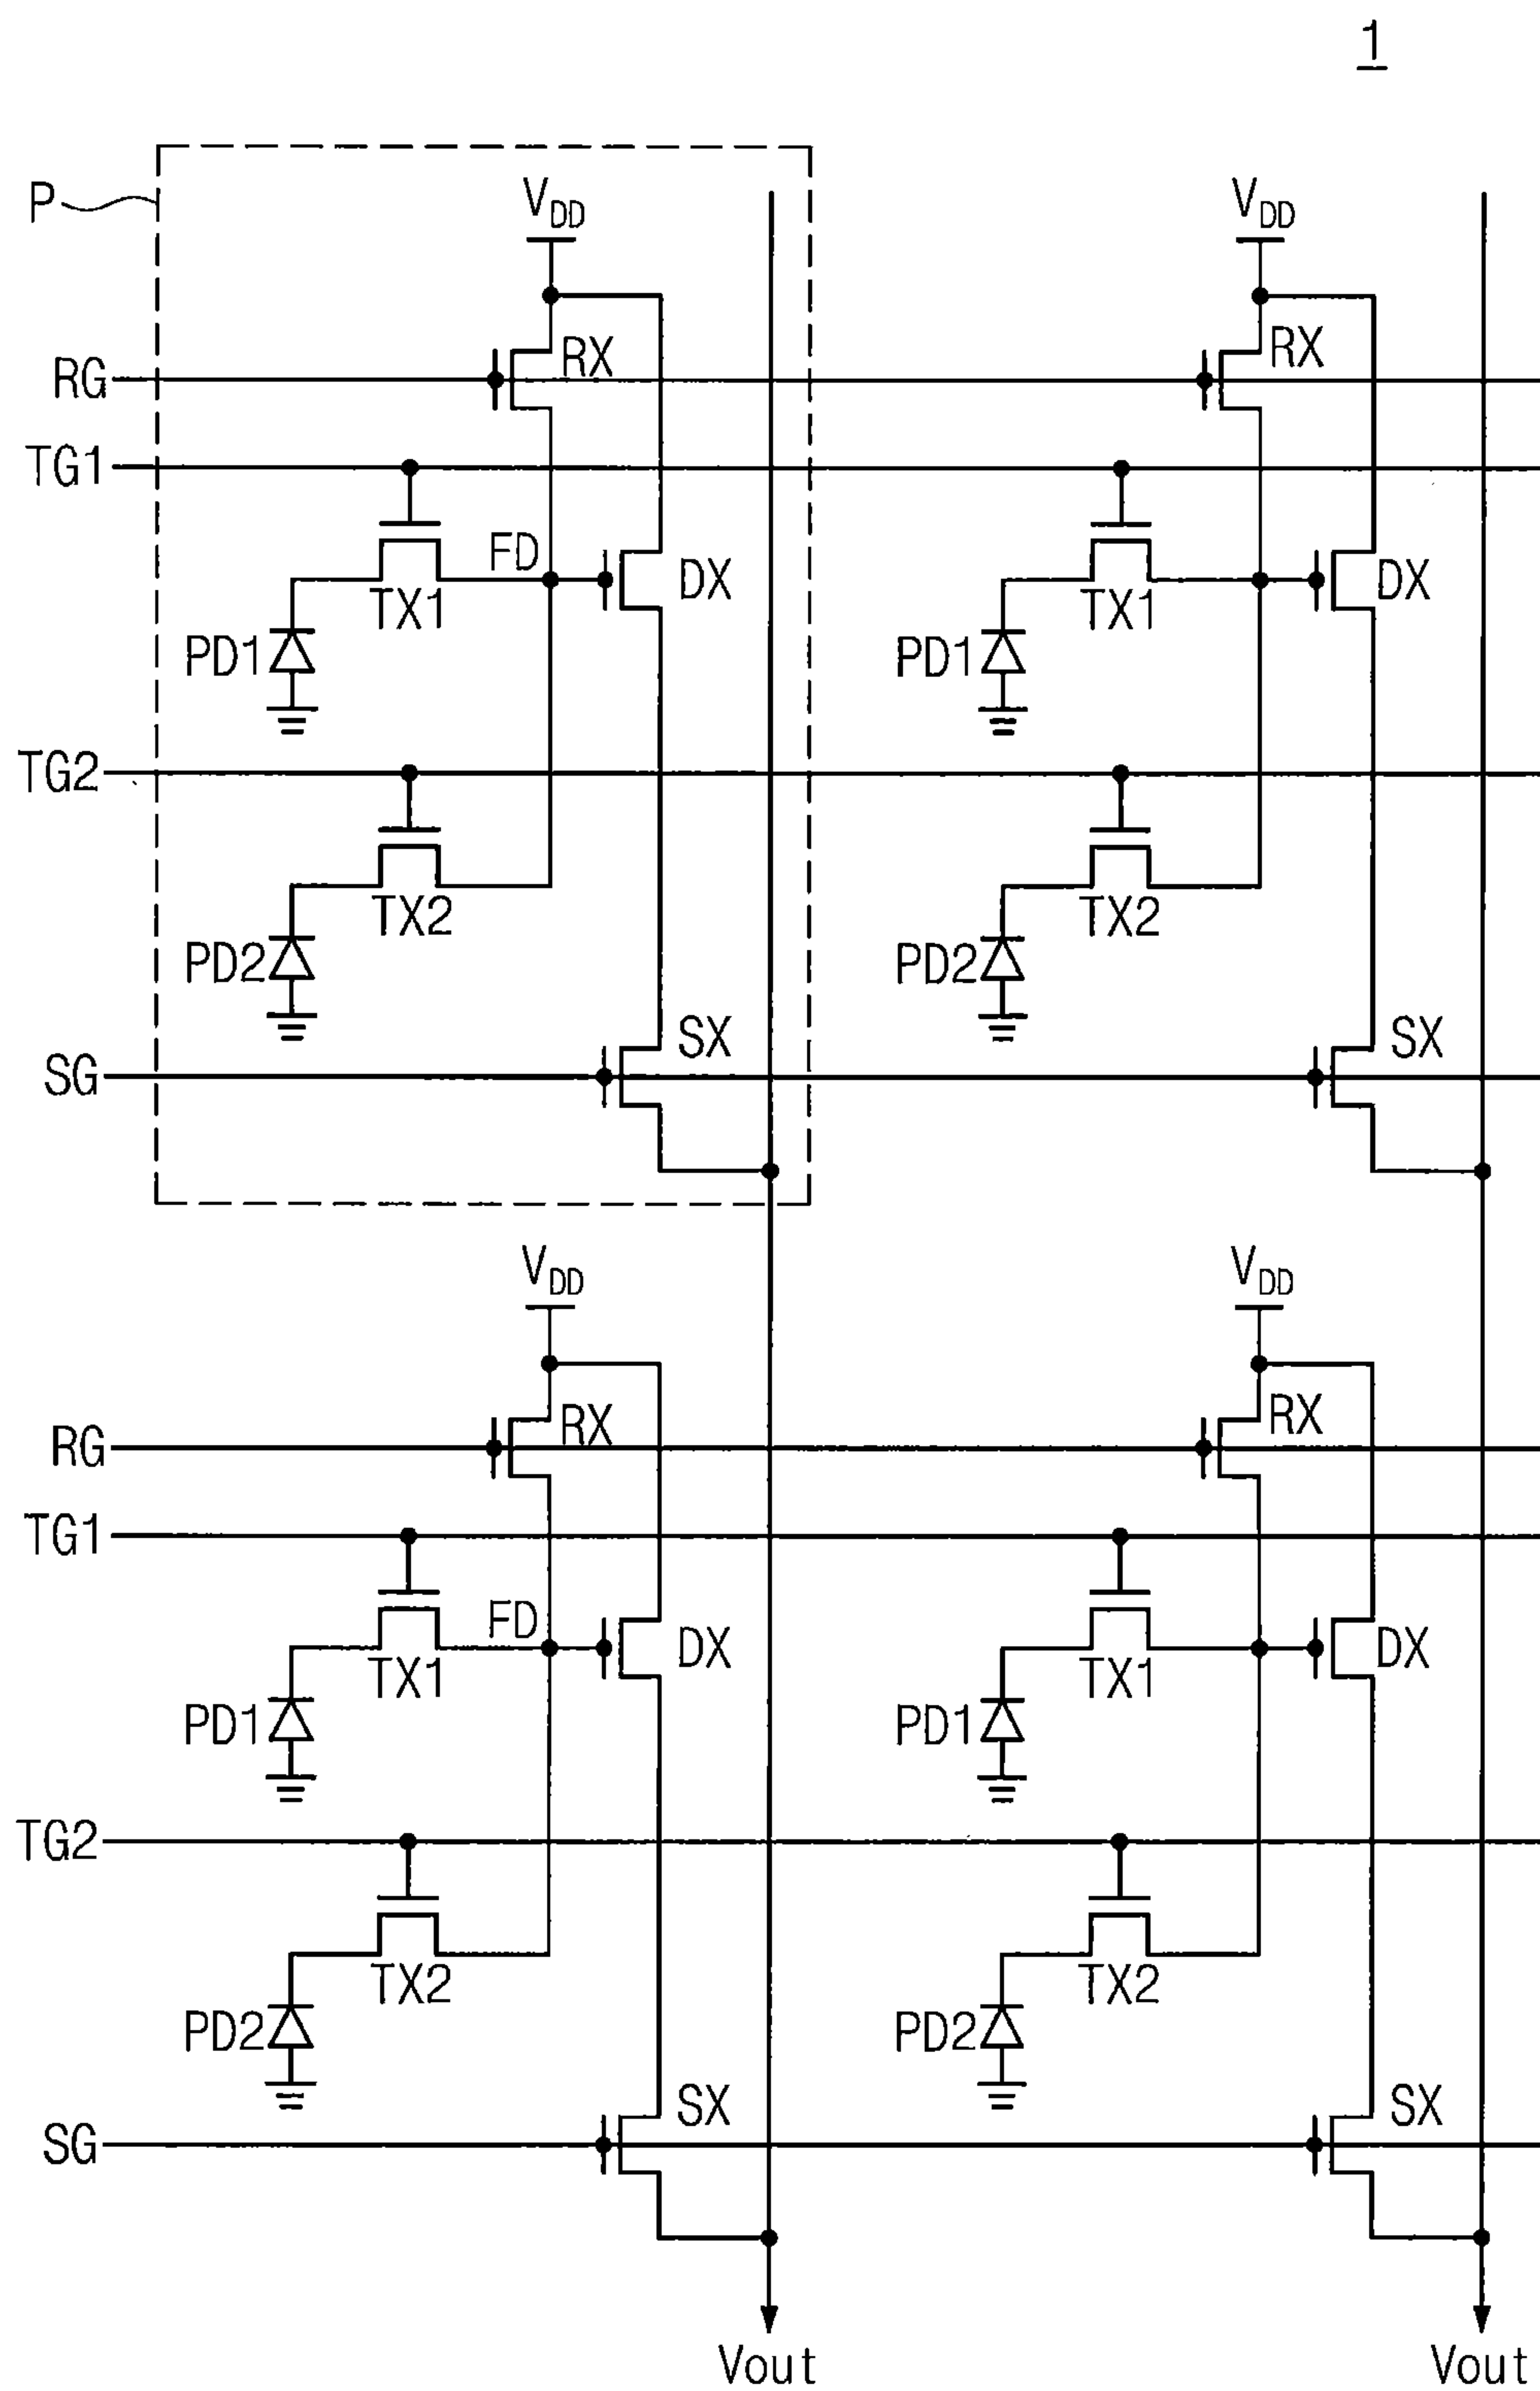 1
P
VDD VDD
RX RX
RG
TG1
FD
DX DX
TX1 TX1
PD1 PD1
TG2
TX2 TX2
PD2 PD2
SX SX
SG
VDD VDD
RX RX
RG
TG1
FD
DX DX
TX1 TX1
PD1 PD1
TG2
TX2 TX2
PD2 PD2
SX SX
SG
Vout Vout